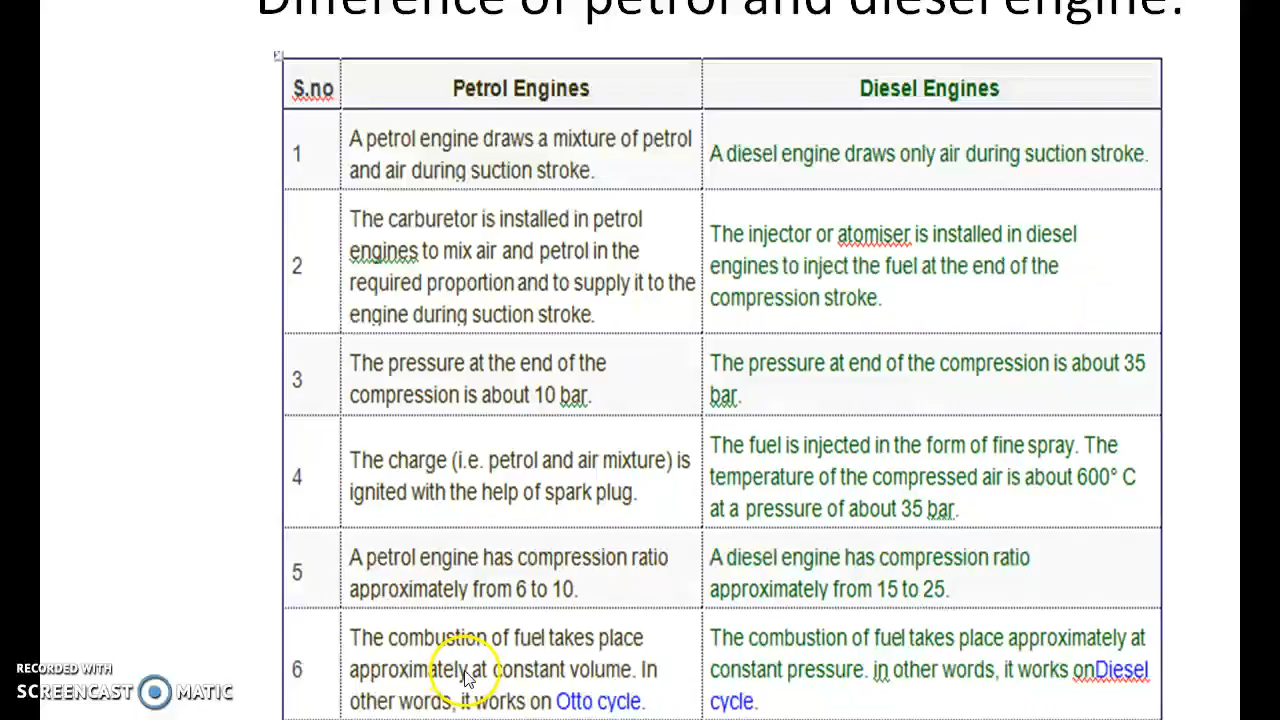 Difference of petrol and diesel engine.
S.no Petrol Engines Diesel Engines
1
A petrol engine draws a mixture of petrol
and air during suction stroke.
A diesel engine draws only air during suction stroke.
2
The carburetor is installed in petrol
engines to mix air and petrol in the
required proportion and to supply it to the
engine during suction stroke.
The injector or atomiser is installed in diesel
engines to inject the fuel at the end of the
compression stroke.
3
The pressure at the end of the
compression is about 10 bar.
The pressure at end of the compression is about 35
bar.
4
The charge (i.e. petrol and air mixture) is
ignited with the help of spark plug.
The fuel is injected in the form of fine spray. The
temperature of the compressed air is about 600° C
at a pressure of about 35 bar.
5
A petrol engine has compression ratio
approximately from 6 to 10.
A diesel engine has compression ratio
approximately from 15 to 25.
6
The combustion of fuel takes place
approximately at constant volume. In
other words, it works on Otto cycle.
The combustion of fuel takes place approximately at
constant pressure. in other words, it works onDiesel
cycle.
RECORDED WITH
SCREENCAST MATIC